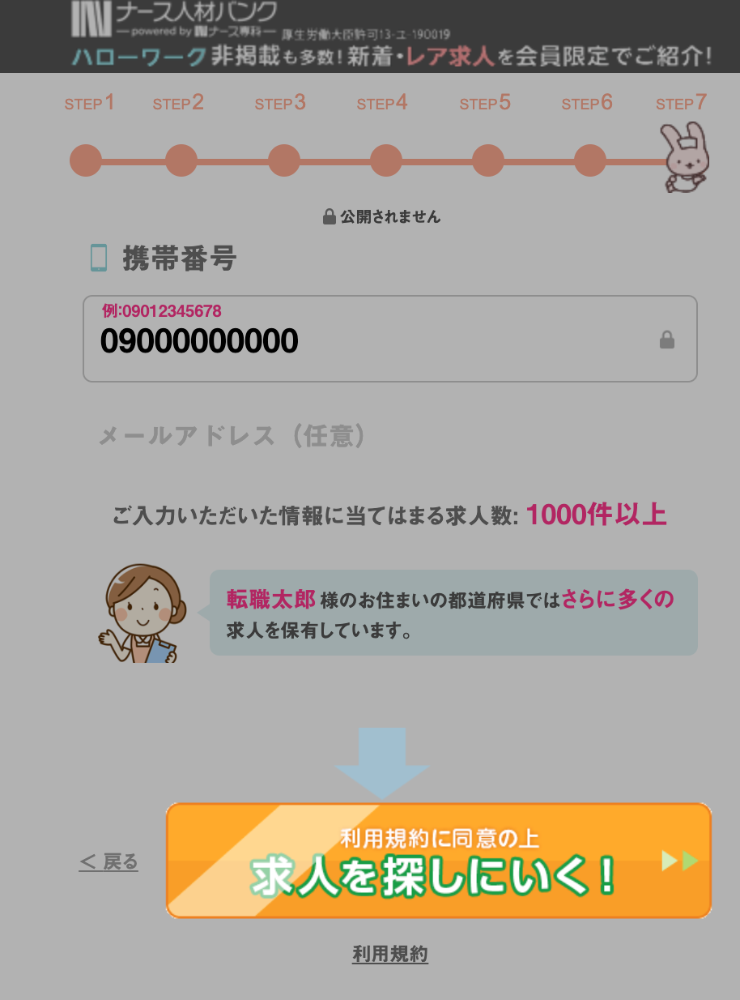 ナース人材バンク
powered by ナース専科 厚生労働大臣許可13-ユ-190019
ハローワーク非掲載も多数！新着・レア求人を会員限定でご紹介！
STEP1 STEP2 STEP3 STEP4 STEP5 STEP6 STEP7
公開されません
携帯番号
例:09012345678
09000000000
メールアドレス（任意）
ご入力いただいた情報に当てはまる求人数: 1000件以上
転職太郎 様のお住まいの都道府県ではさらに多くの
求人を保有しています。
利用規約に同意の上
求人を探しにいく！
＜ 戻る
利用規約